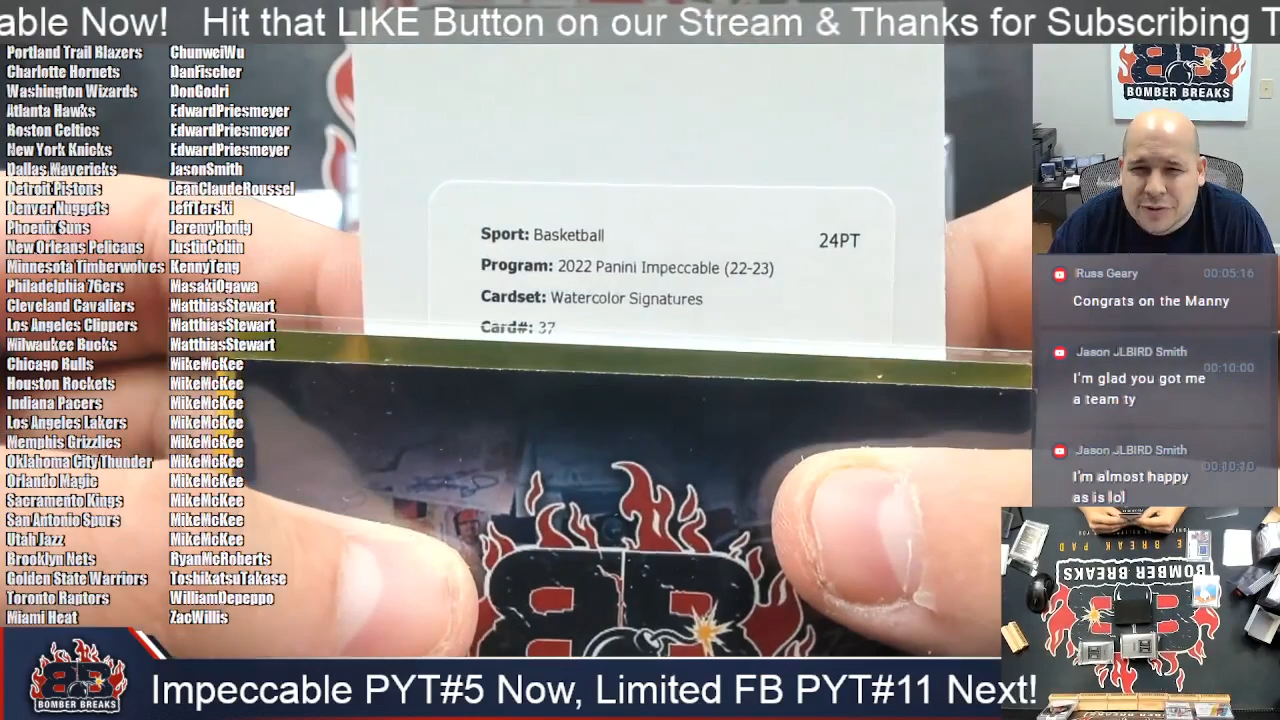 able Now! Hit that LIKE Button on our Stream & Thanks for Subscribing T
Portland Trail Blazers ChunweiWu
Charlotte Hornets DanFischer
Washington Wizards DonGodri
Atlanta Hawks EdwardPriesmeyer
Boston Celtics EdwardPriesmeyer
New York Knicks EdwardPriesmeyer
Dallas Mavericks JasonSmith
Detroit Pistons JeanClaudeRoussel
Denver Nuggets JeffTerski
Phoenix Suns JeremyHonig
New Orleans Pelicans JustinCobin
Minnesota Timberwolves KennyTeng
Philadelphia 76ers MasakiOgawa
Cleveland Cavaliers MatthiasStewart
Los Angeles Clippers MatthiasStewart
Milwaukee Bucks MatthiasStewart
Chicago Bulls MikeMcKee
Houston Rockets MikeMcKee
Indiana Pacers MikeMcKee
Los Angeles Lakers MikeMcKee
Memphis Grizzlies MikeMcKee
Oklahoma City Thunder MikeMcKee
Orlando Magic MikeMcKee
Sacramento Kings MikeMcKee
San Antonio Spurs MikeMcKee
Utah Jazz MikeMcKee
Brooklyn Nets RyanMcRoberts
Golden State Warriors ToshikatsuTakase
Toronto Raptors WilliamDepeppo
Miami Heat ZacWillis
Sport: Basketball 24PT
Program: 2022 Panini Impeccable (22-23)
Cardset: Watercolor Signatures
Card#: 37
BB
BOMBER BREAKS
Russ Geary 00:05:16
Congrats on the Manny
Jason JLBIRD Smith 00:10:00
I'm glad you got me
a team ty
Jason JLBIRD Smith 00:10:10
I'm almost happy
as is lol
E BREAK PAD
BOMBER BREAKS
BB
BOMBER BREAKS
Impeccable PYT#5 Now, Limited FB PYT#11 Next!